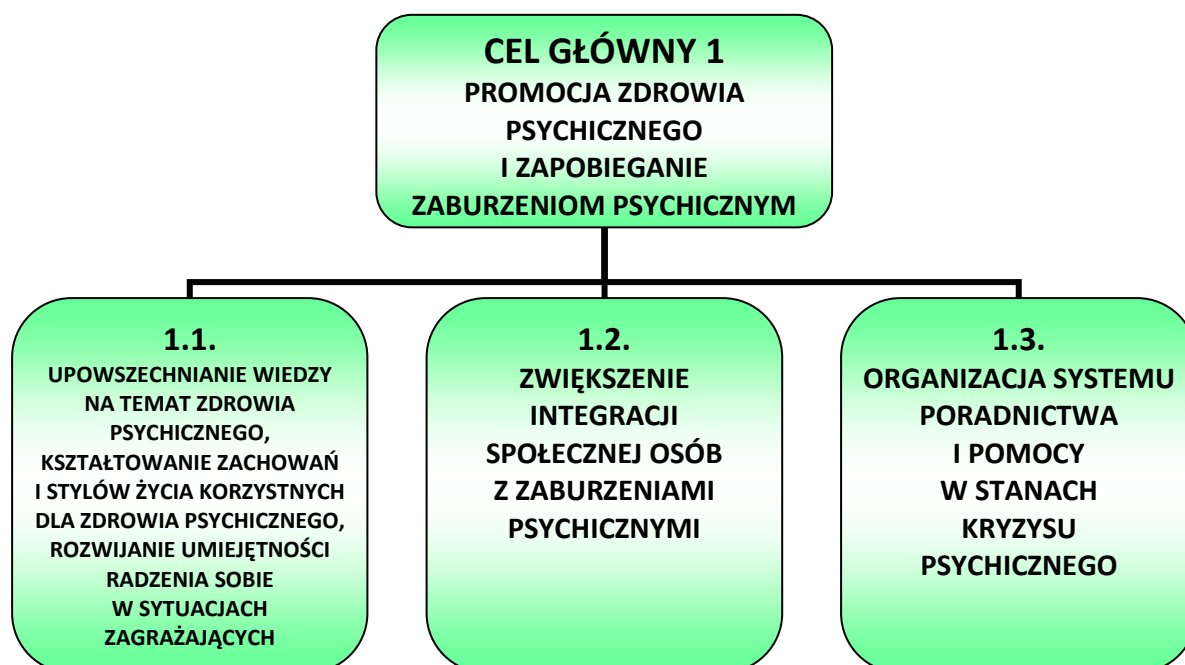 CEL GŁÓWNY 1
PROMOCJA ZDROWIA
PSYCHICZNEGO
I ZAPOBIEGANIE
ZABURZENIOM PSYCHICZNYM
1.1.
UPOWSZECHNIANIE WIEDZY
NA TEMAT ZDROWIA
PSYCHICZNEGO,
KSZTAŁTOWANIE ZACHOWAŃ
I STYLÓW ŻYCIA KORZYSTNYCH
DLA ZDROWIA PSYCHICZNEGO,
ROZWIJANIE UMIEJĘTNOŚCI
RADZENIA SOBIE
W SYTUACJACH
ZAGRAŻAJĄCYCH
1.2.
ZWIĘKSZENIE
INTEGRACJI
SPOŁECZNEJ OSÓB
Z ZABURZENIAMI
PSYCHICZNYMI
1.3.
ORGANIZACJA SYSTEMU
PORADNICTWA
I POMOCY
W STANACH
KRYZYSU
PSYCHICZNEGO